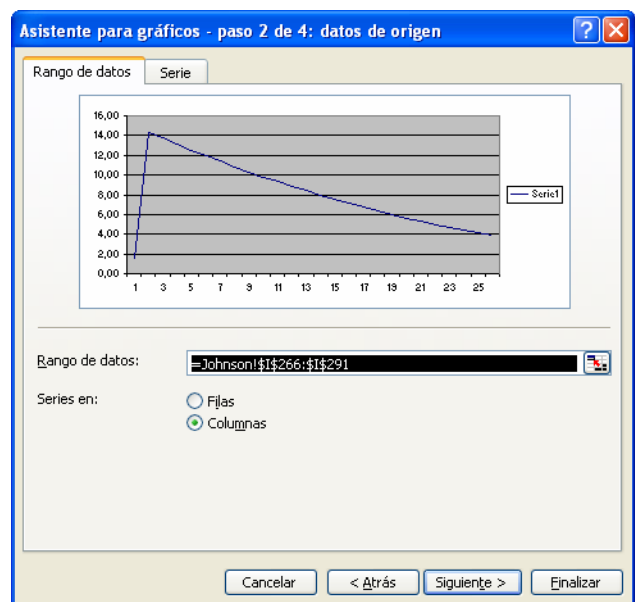 Asistente para gráficos - paso 2 de 4: datos de origen
Rango de datos Serie
16,00
14,00
12,00
10,00
8,00
6,00
4,00
2,00
0,00
1 3 5 7 9 11 13 15 17 19 21 23 25
Serie1
Rango de datos: =Johnson!$I$266:$I$291
Series en: Filas
Columnas
Cancelar < Atrás Siguiente > Finalizar